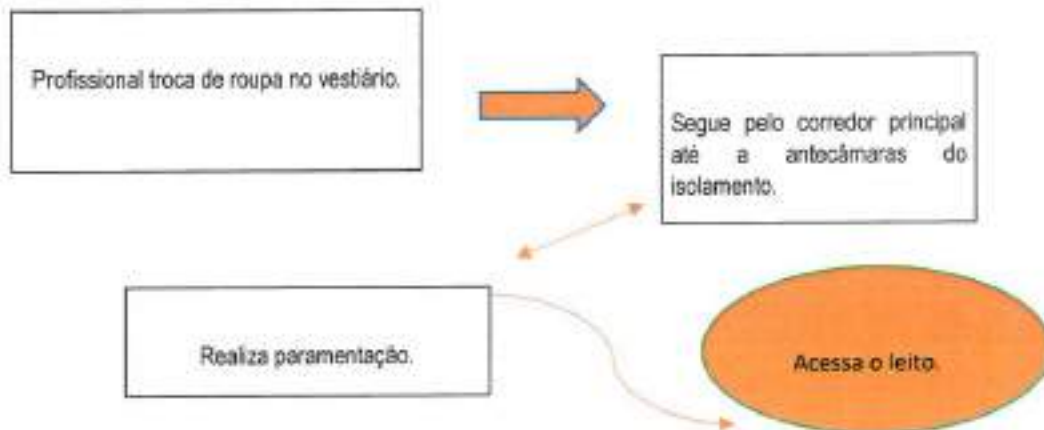 Profissional troca de roupa no vestiário.
Segue pelo corredor principal
até a antecâmaras do
isolamento.
Realiza paramentação.
Acessa o leito.